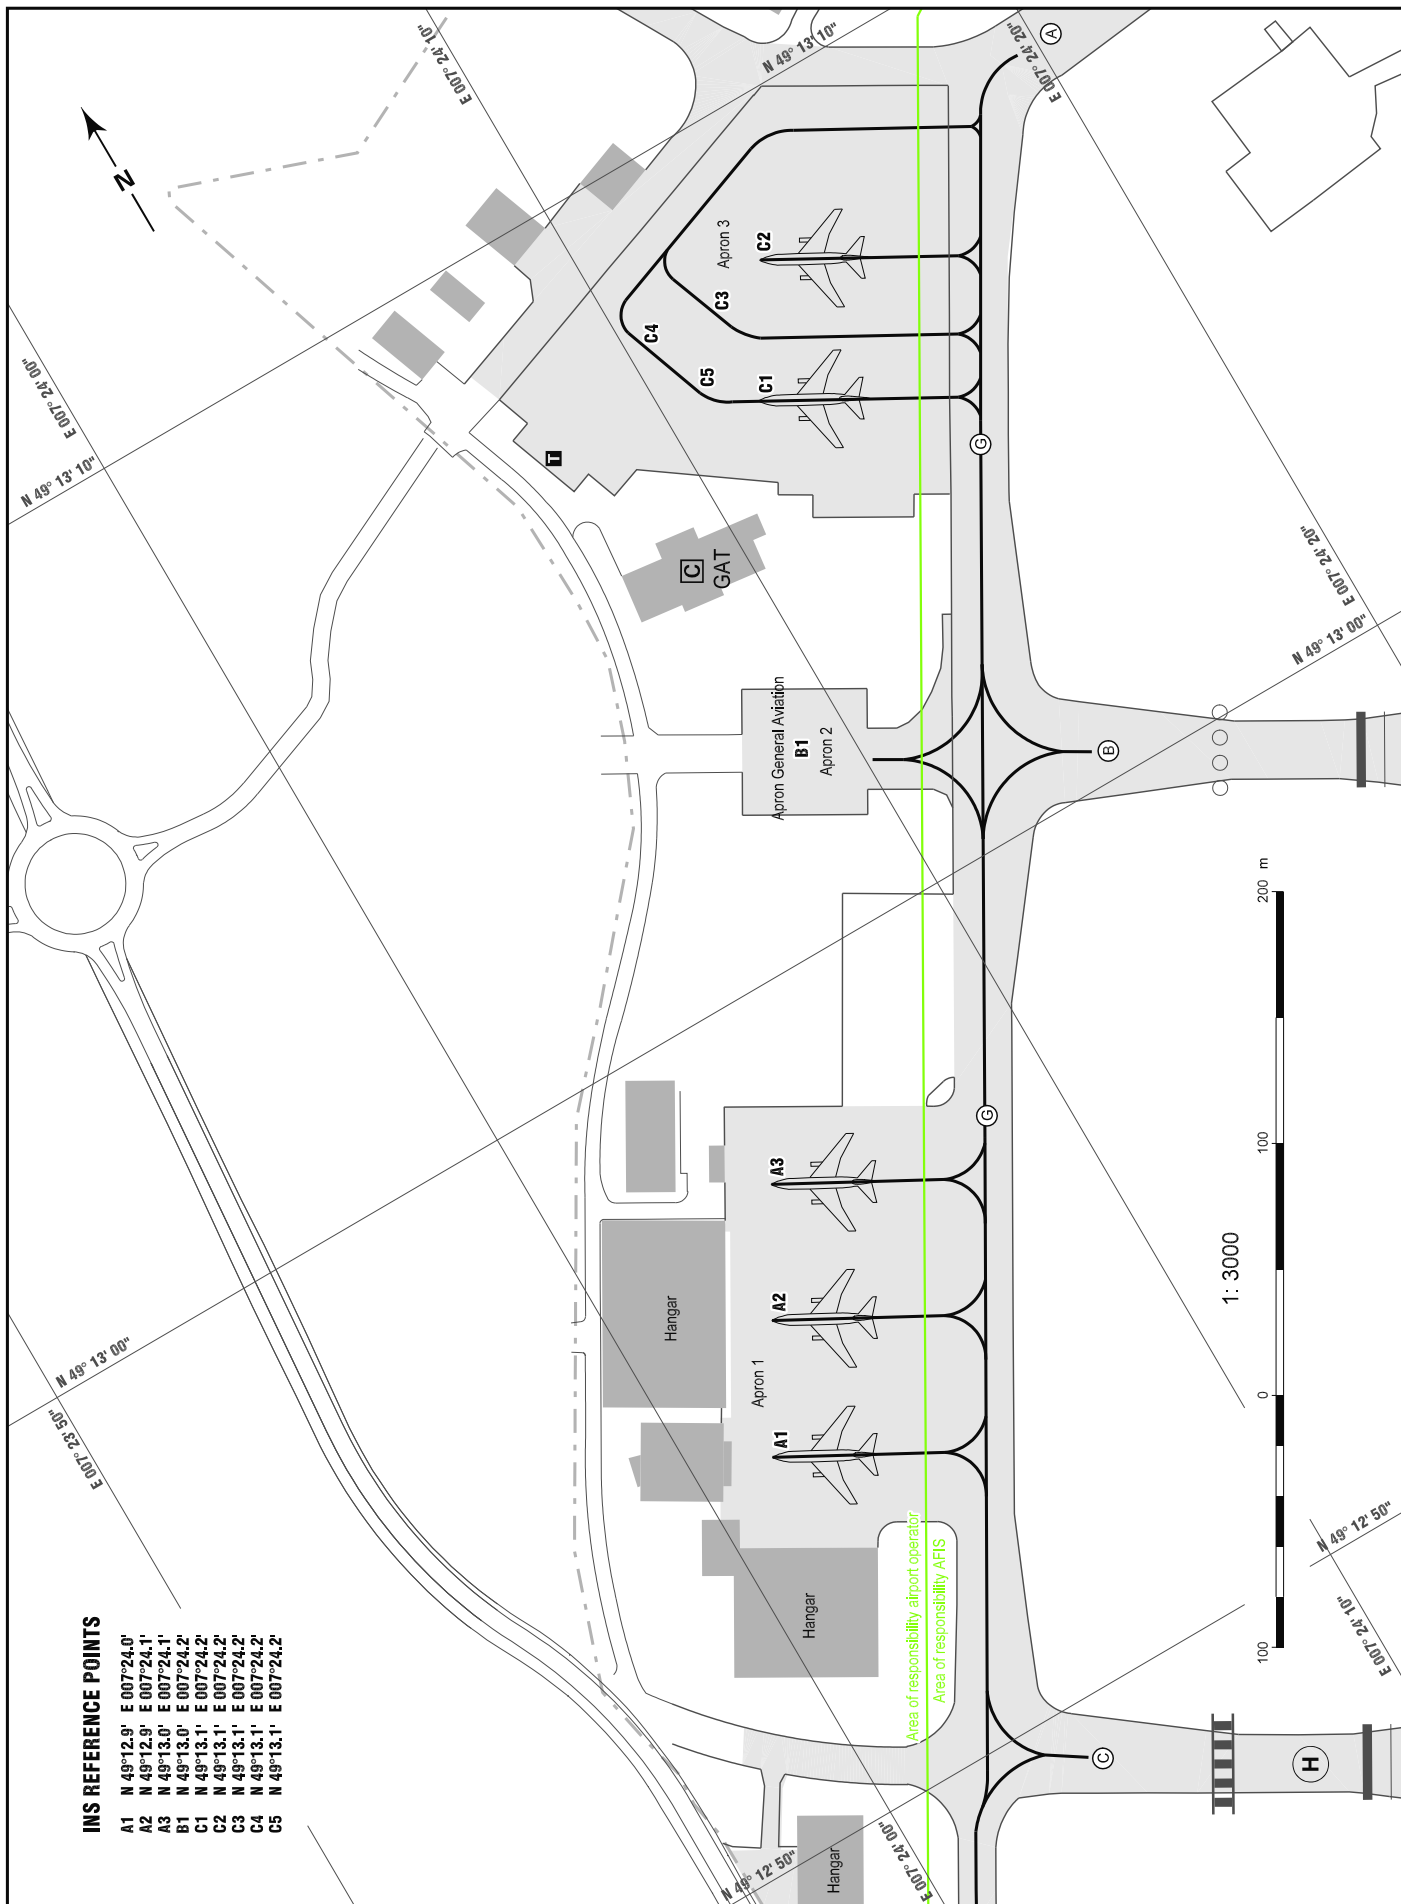 INS REFERENCE POINTS
A1 N 49°12.9' E 007°24.0'
A2 N 49°12.9' E 007°24.1'
A3 N 49°13.0' E 007°24.1'
B1 N 49°13.0' E 007°24.2'
C1 N 49°13.1' E 007°24.2'
C2 N 49°13.1' E 007°24.2'
C3 N 49°13.1' E 007°24.2'
C4 N 49°13.1' E 007°24.2'
C5 N 49°13.1' E 007°24.2'
N
E 007° 24' 10"
N 49° 13' 10"
E 007° 24' 20"
A
E 007° 24' 00"
N 49° 13' 10"
Apron 3
C2
C3
C4
C5
C1
T
G
C
GAT
E 007° 24' 20"
N 49° 13' 00"
Apron General Aviation
B1
Apron 2
B
G
A3
A2
A1
Apron 1
Hangar
Hangar
Hangar
N 49° 13' 00"
E 007° 23' 50"
Area of responsibility airport operator
Area of responsibility AFIS
1: 3000
100
0
100
200 m
N 49° 12' 50"
E 007° 24' 10"
C
H
N 49° 12' 50"
E 007° 24' 00"